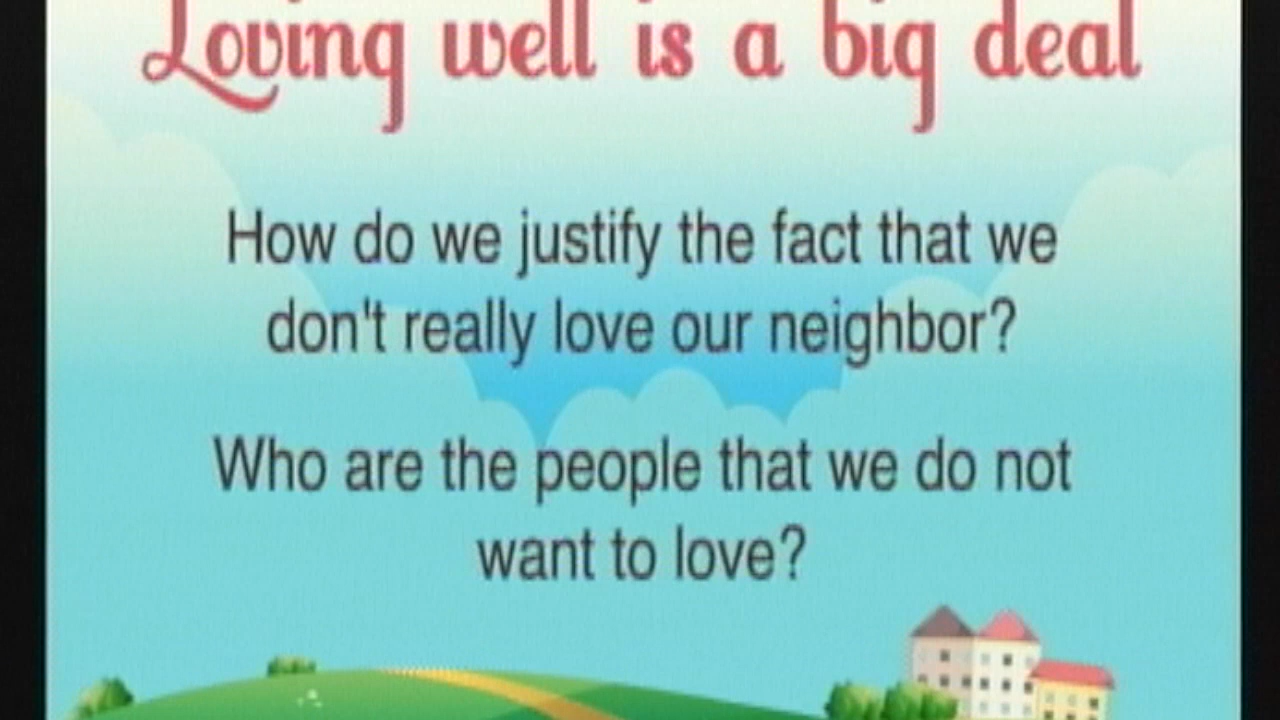 Loving well is a big deal
How do we justify the fact that we
don't really love our neighbor?
Who are the people that we do not
want to love?